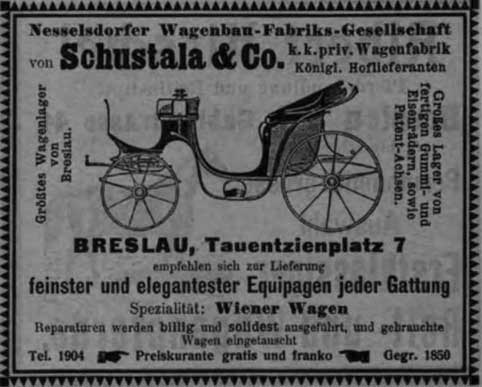 Nesselsdorfer Wagenbau-Fabriks-Gesellschaft
von Schustala & Co. k. k. priv. Wagenfabrik
Königl. Hoflieferanten
Größtes Wagenlager
von
Breslau.
Großes Lager von
fertigen Gummi- und
Eisenrädern, sowie
Patent-Achsen.
BRESLAU, Tauentzienplatz 7
empfehlen sich zur Lieferung
feinster und elegantester Equipagen jeder Gattung
Spezialität: Wiener Wagen
Reparaturen werden billig und solidest ausgeführt, und gebrauchte
Wagen eingetauscht
Tel. 1904 Preiskurante gratis und franko Gegr. 1850